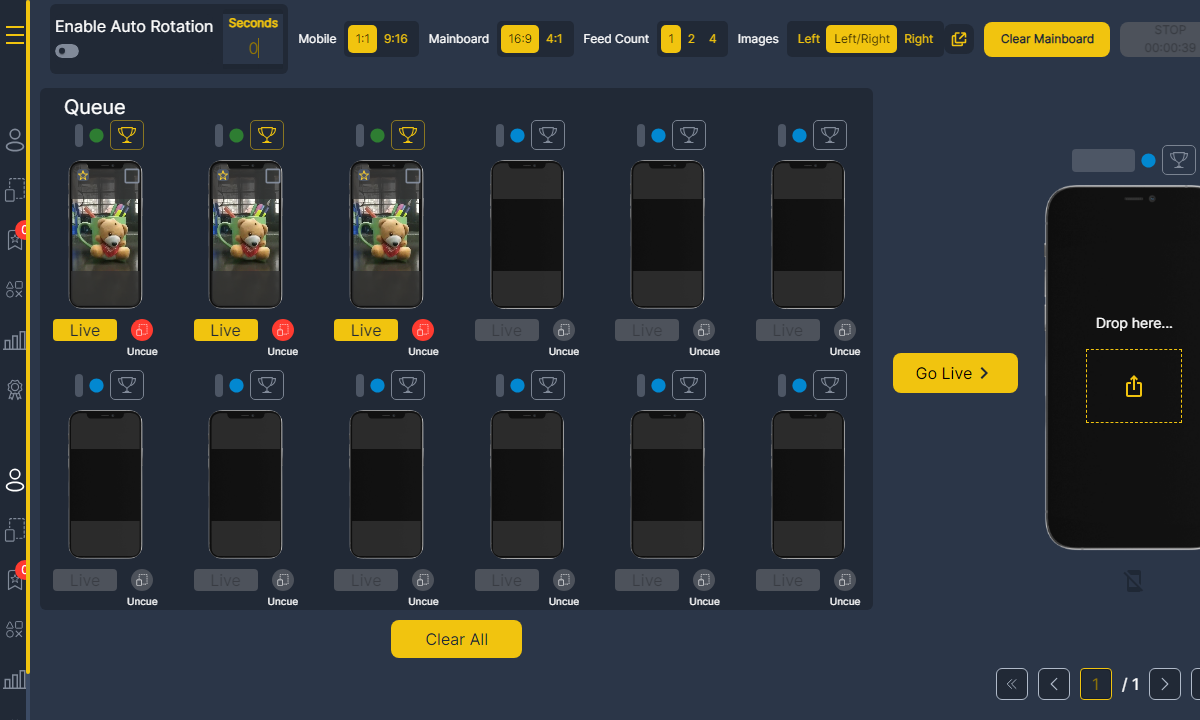 Enable Auto Rotation
Seconds
0
Mobile 1:1 9:16 Mainboard 16:9 4:1 Feed Count 1 2 4 Images Left Left/Right Right
Clear Mainboard
STOP
00:00:39
Queue
Live Live Live Live Live Live
Uncue Uncue Uncue Uncue Uncue Uncue
Live Live Live Live Live Live
Uncue Uncue Uncue Uncue Uncue Uncue
Clear All
Go Live
Drop here...
1 / 1